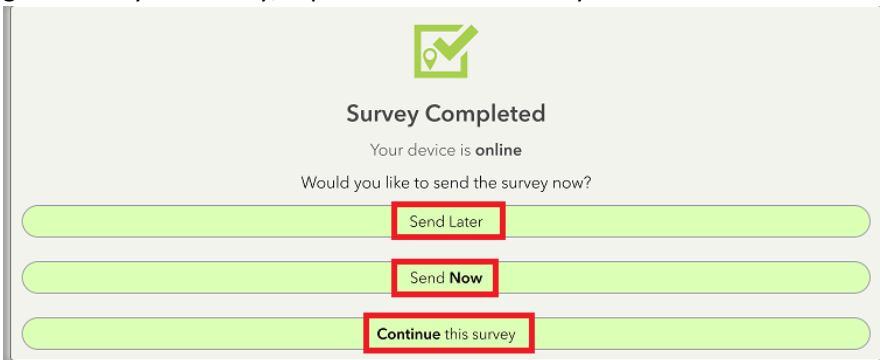 Survey Completed
Your device is online
Would you like to send the survey now?
Send Later
Send Now
Continue this survey